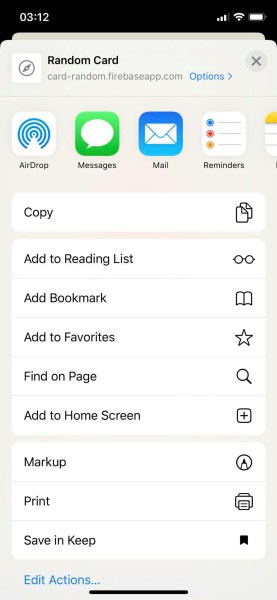 03:12
Random Card
card-random.firebaseapp.com Options >
AirDrop Messages Mail Reminders
Copy
Add to Reading List
Add Bookmark
Add to Favorites
Find on Page
Add to Home Screen
Markup
Print
Save in Keep
Edit Actions...